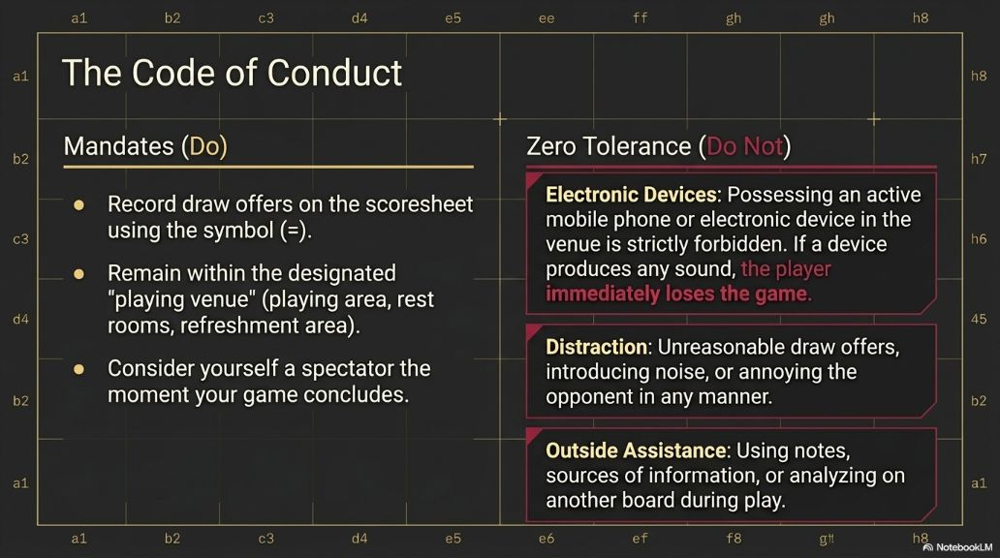 a1 b2 c3 d4 e5 ee ff gh gh h8
a1 h8
The Code of Conduct
Mandates (Do)
b2
c3
d4
b2
a1
Record draw offers on the scoresheet
using the symbol (=).
Remain within the designated
"playing venue" (playing area, rest
rooms, refreshment area).
Consider yourself a spectator the
moment your game concludes.
Zero Tolerance (Do Not)
Electronic Devices: Possessing an active
mobile phone or electronic device in the
venue is strictly forbidden. If a device
produces any sound, the player
immediately loses the game.
Distraction: Unreasonable draw offers,
introducing noise, or annoying the
opponent in any manner.
Outside Assistance: Using notes,
sources of information, or analyzing on
another board during play.
h7
h6
45
b2
a1
a1 b2 c3 d4 e5 e6 ef f8 h8
NotebookLM